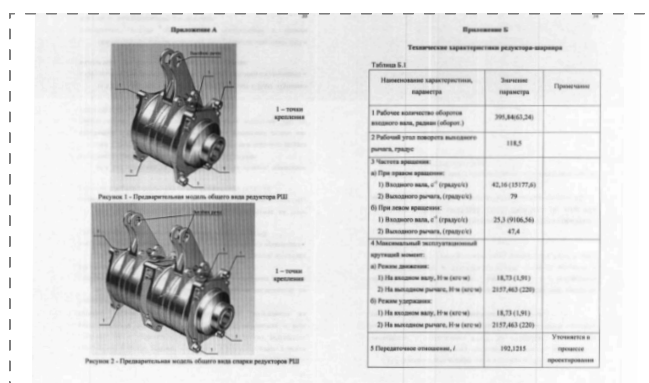 Приложение А
1 – точки
крепления
Рисунок 1 - Предварительная модель общего вида редуктора РШ
1 – точки
крепления
Рисунок 2 - Предварительная модель общего вида спарки редукторов РШ
Приложение Б
Технические характеристики редуктора-шарнира
Таблица Б.1
Наименование характеристики,
параметра
Значение
параметра
Примечание
1 Рабочее количество оборотов
входного вала, радиан (оборот.)
395,84(63,24)
2 Рабочий угол поворота выходного
рычага, градус
118,5
3 Частота вращения:
а) При правом вращении:
1) Входного вала, с⁻¹ (градус/с)
42,16 (15177,6)
2) Выходного рычага, (градус/с)
79
б) При левом вращении:
1) Входного вала, с⁻¹ (градус/с)
25,3 (9106,56)
2) Выходного рычага, (градус/с)
47,4
4 Максимальный эксплуатационный
крутящий момент:
а) Режим движения:
1) На входном валу, Н·м (кгс·м)
18,73 (1,91)
2) На выходном рычаге, Н·м (кгс·м)
2157,463 (220)
б) Режим удержания:
1) На входном валу, Н·м (кгс·м)
18,73 (1,91)
2) На выходном рычаге, Н·м (кгс·м)
2157,463 (220)
5 Передаточное отношение, i
192,1215
Уточняется в
процессе
проектирования